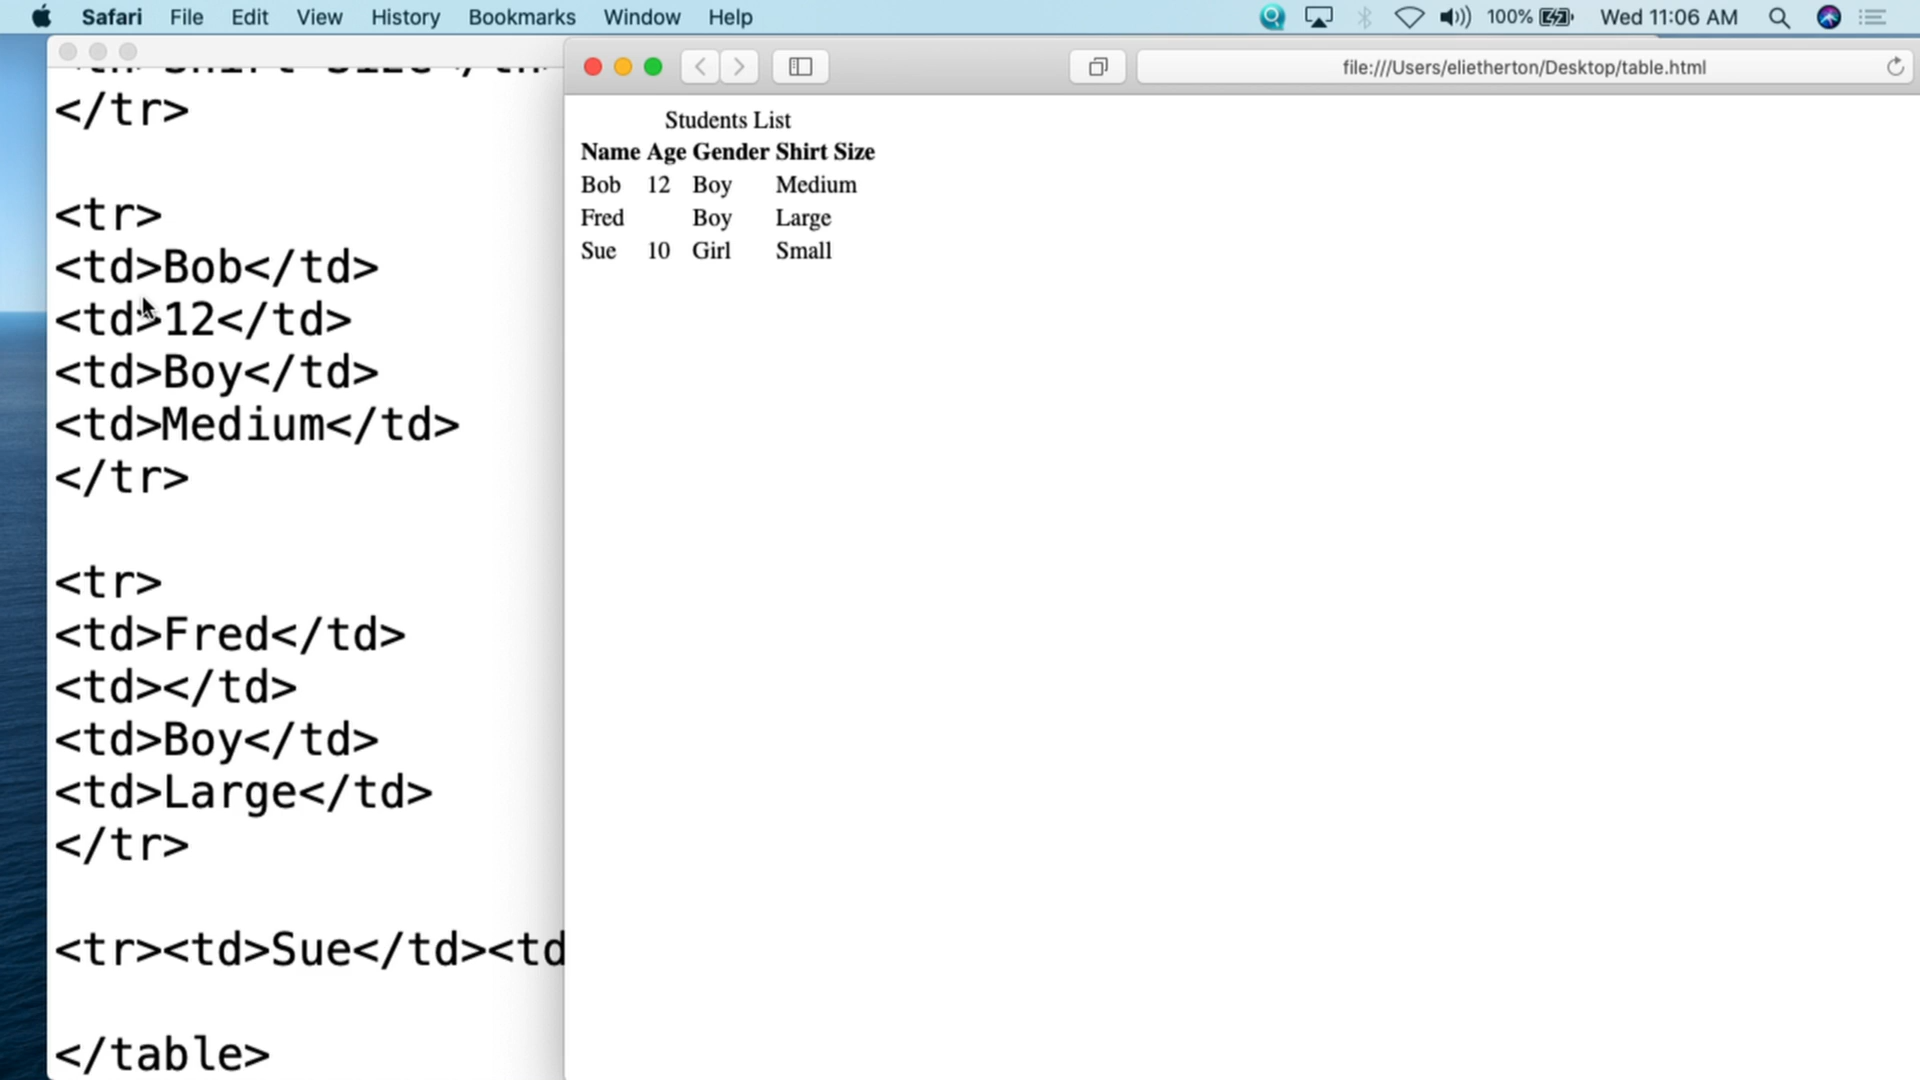 Safari File Edit View History Bookmarks Window Help 100% Wed 11:06 AM
</tr>
<tr>
<td>Bob</td>
<td>12</td>
<td>Boy</td>
<td>Medium</td>
</tr>
<tr>
<td>Fred</td>
<td></td>
<td>Boy</td>
<td>Large</td>
</tr>
<tr><td>Sue</td><td
</table>
file:///Users/elietherton/Desktop/table.html
Students List
Name Age Gender Shirt Size
Bob 12 Boy Medium
Fred Boy Large
Sue 10 Girl Small